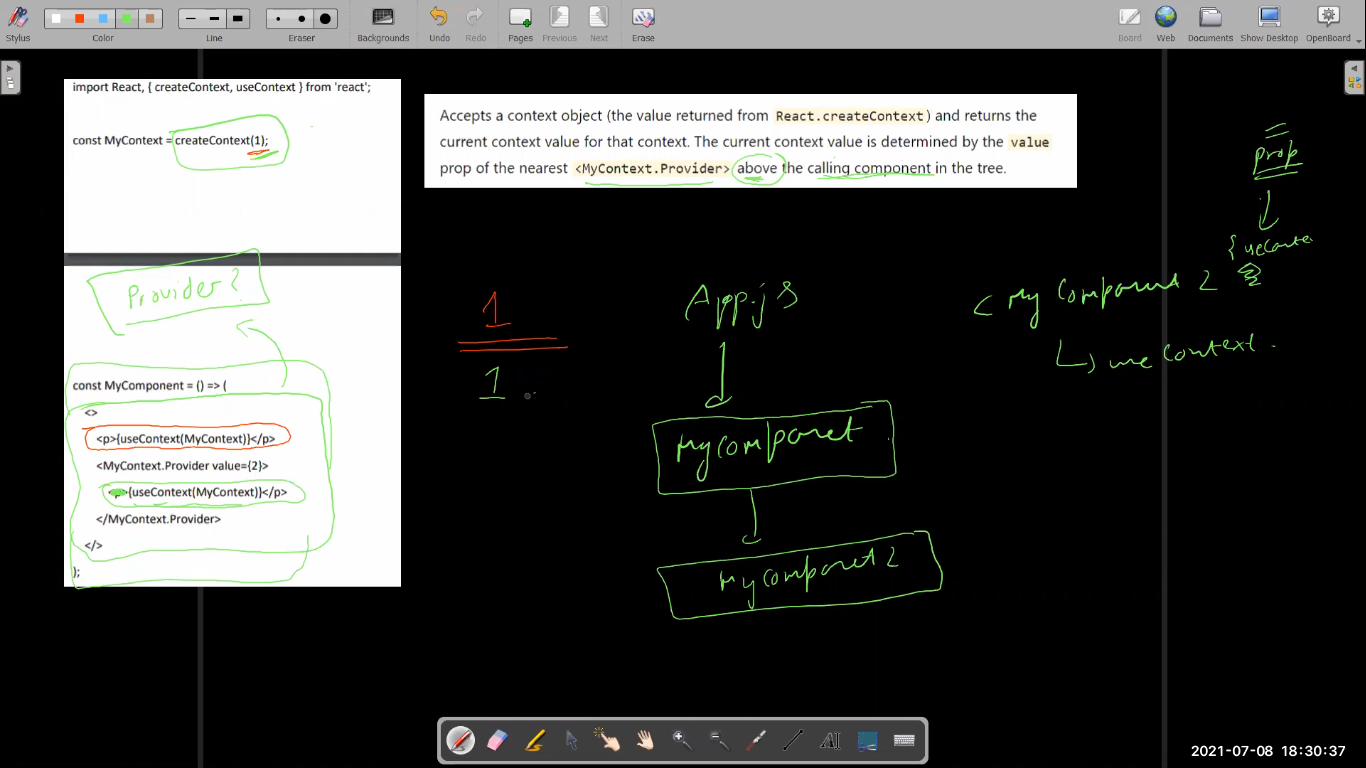 Stylus
Color
Line
Eraser
Backgrounds
Undo
Redo
Pages
Previous
Next
Erase
Board
Web
Documents
Show Desktop
OpenBoard
import React, { createContext, useContext } from 'react';
const MyContext = createContext(1);
Accepts a context object (the value returned from React.createContext) and returns the
current context value for that context. The current context value is determined by the value
prop of the nearest <MyContext.Provider> above the calling component in the tree.
prop
Provider?
1
1
App.js
My Component 2
use context.
const MyComponent = () => (
<>
<p>{useContext(MyContext)}</p>
<MyContext.Provider value={2}>
<p>{useContext(MyContext)}</p>
</MyContext.Provider>
</>
);
2021-07-08 18:30:37